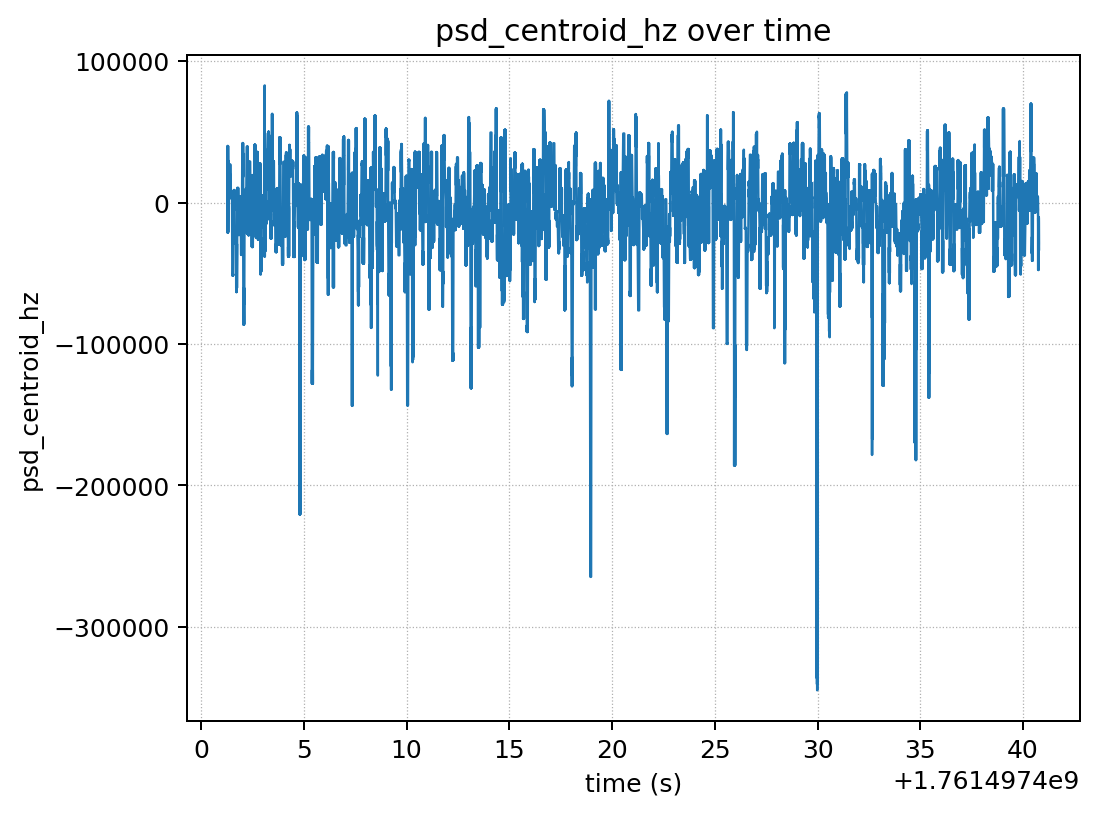 psd_centroid_hz over time
psd_centroid_hz
100000
0
−100000
−200000
−300000
0 5 10 15 20 25 30 35 40
time (s)
+1.7614974e9